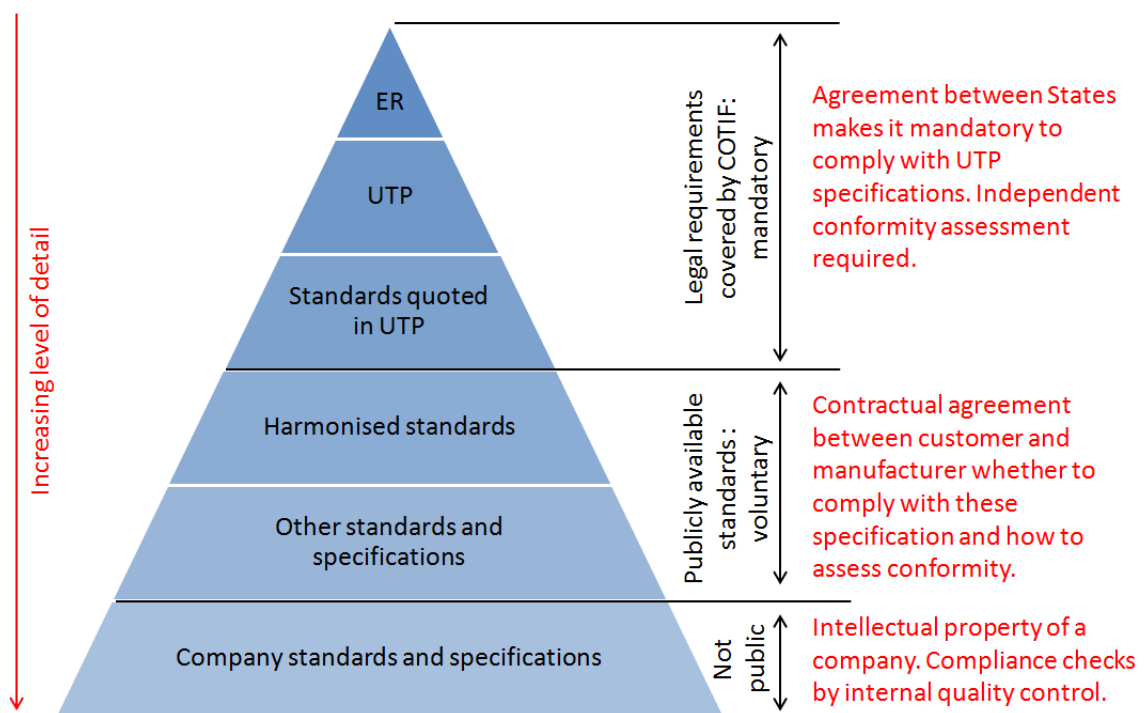 Increasing level of detail
ER
UTP
Standards quoted
in UTP
Harmonised standards
Other standards and
specifications
Company standards and specifications
Legal requirements
covered by COTIF:
mandatory
Publicly available
standards :
voluntary
Not
public
Agreement between States
makes it mandatory to
comply with UTP
specifications. Independent
conformity assessment
required.
Contractual agreement
between customer and
manufacturer whether to
comply with these
specification and how to
assess conformity.
Intellectual property of a
company. Compliance checks
by internal quality control.